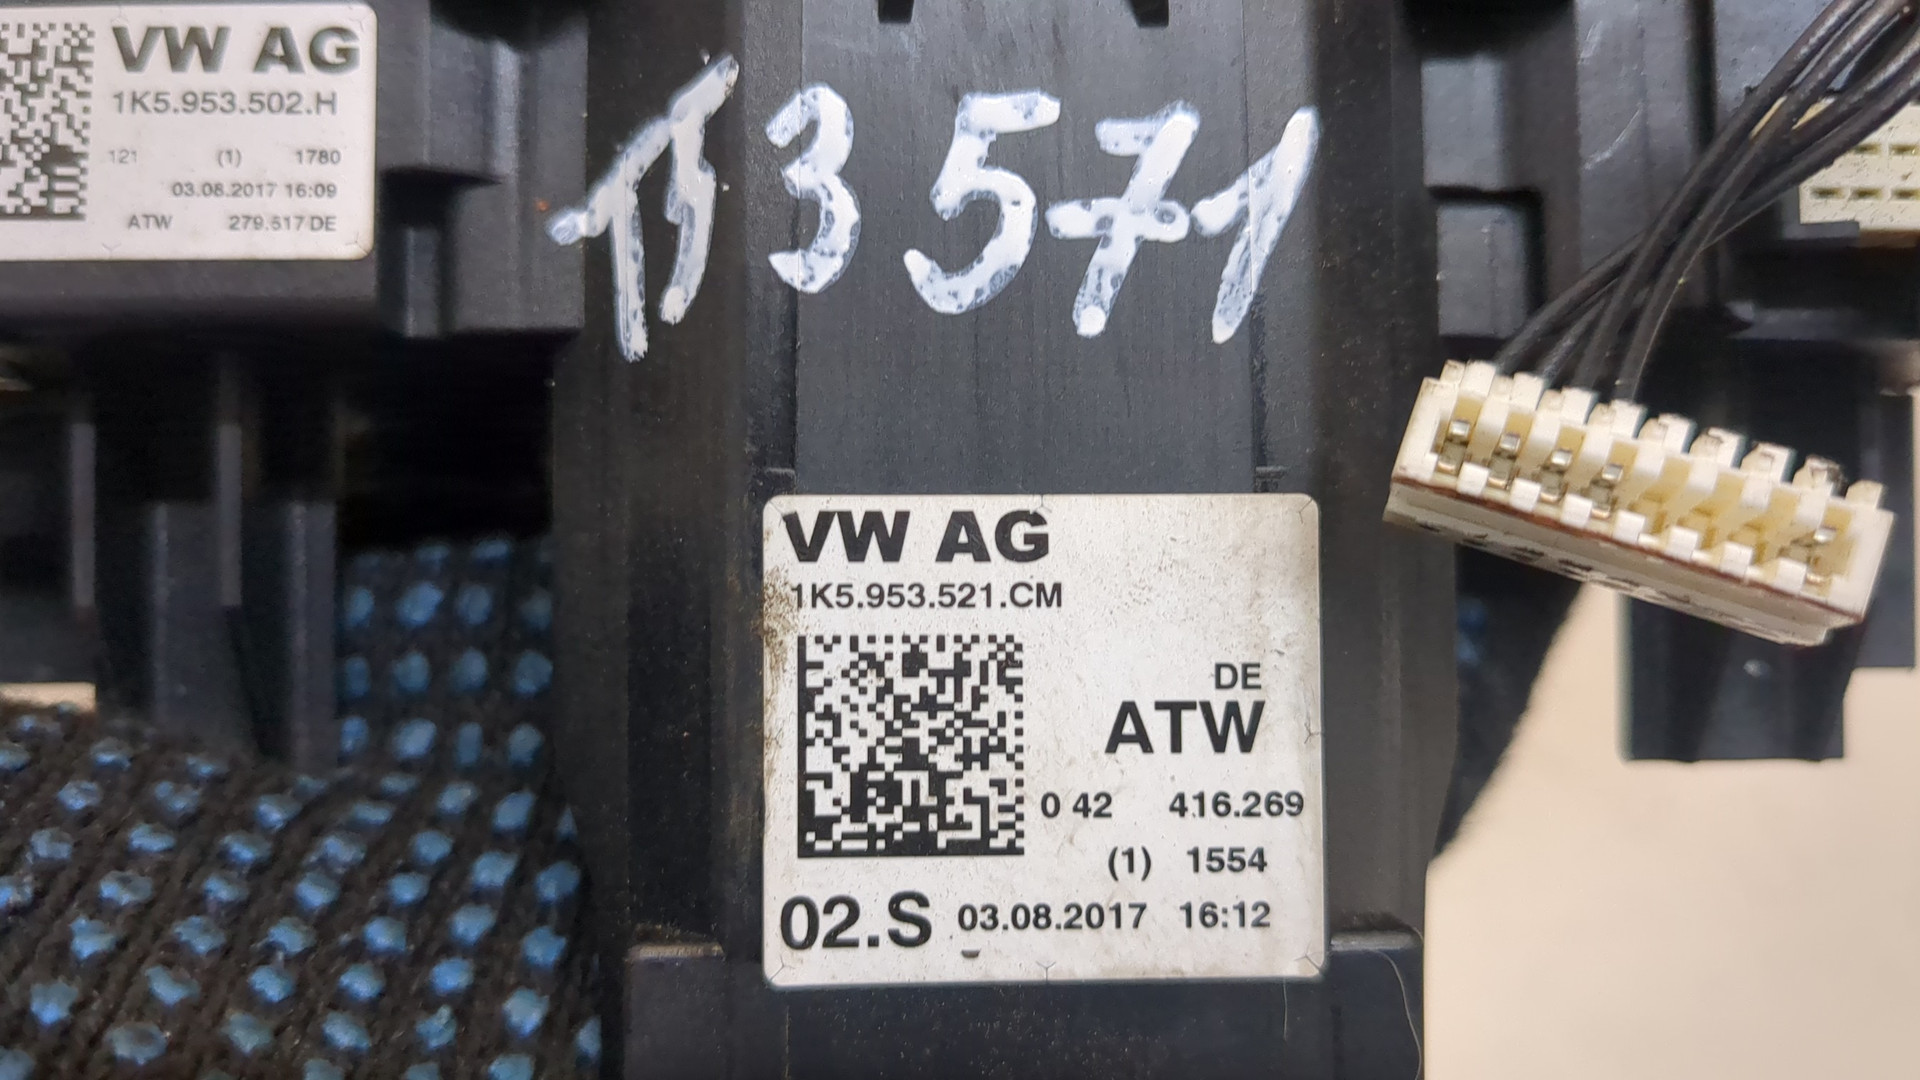 VW AG
1K5.953.502.H
121 (1) 1780
03.08.2017 16:09
ATW 279.517 DE
ТЗ 3571
VW AG
1K5.953.521.CM
DE
ATW
0 42 416.269
(1) 1554
02.S 03.08.2017 16:12